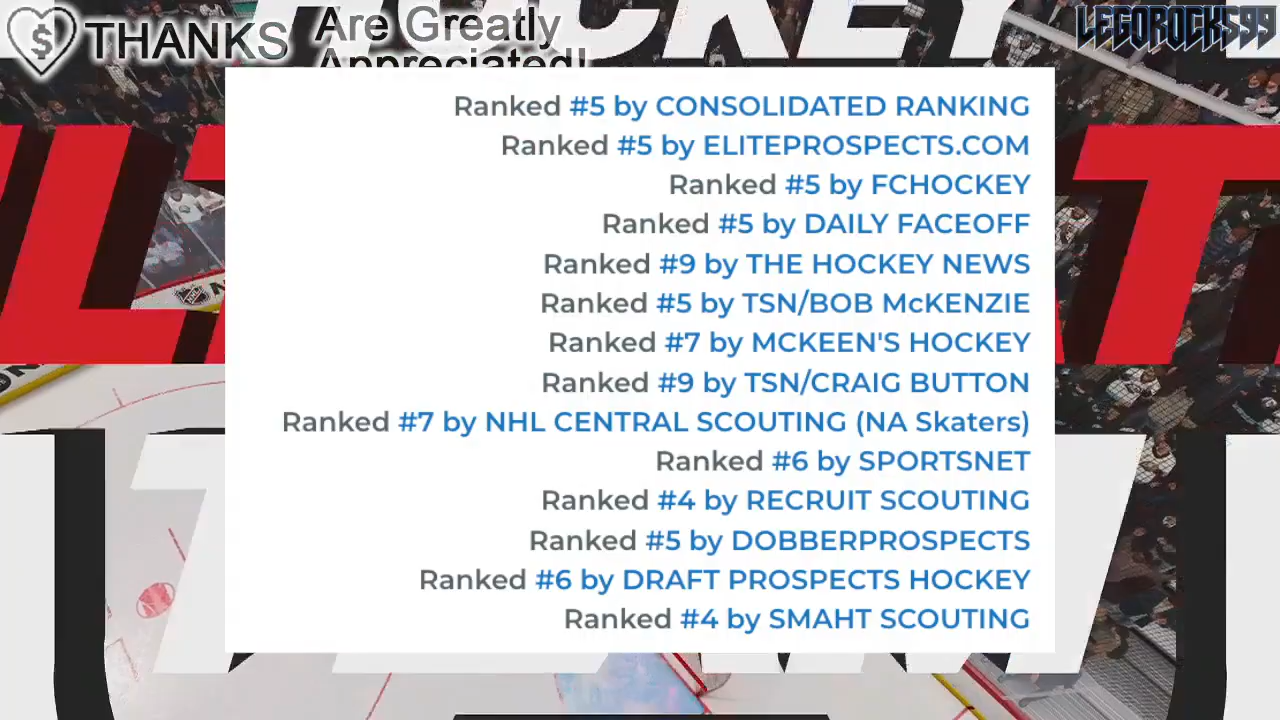 HOCKEY
THANKS
Are Greatly
Appreciated!
LEGOROCKS99
Ranked #5 by CONSOLIDATED RANKING
Ranked #5 by ELITEPROSPECTS.COM
Ranked #5 by FCHOCKEY
Ranked #5 by DAILY FACEOFF
Ranked #9 by THE HOCKEY NEWS
Ranked #5 by TSN/BOB McKENZIE
Ranked #7 by MCKEEN'S HOCKEY
Ranked #9 by TSN/CRAIG BUTTON
Ranked #7 by NHL CENTRAL SCOUTING (NA Skaters)
Ranked #6 by SPORTSNET
Ranked #4 by RECRUIT SCOUTING
Ranked #5 by DOBBERPROSPECTS
Ranked #6 by DRAFT PROSPECTS HOCKEY
Ranked #4 by SMAHT SCOUTING